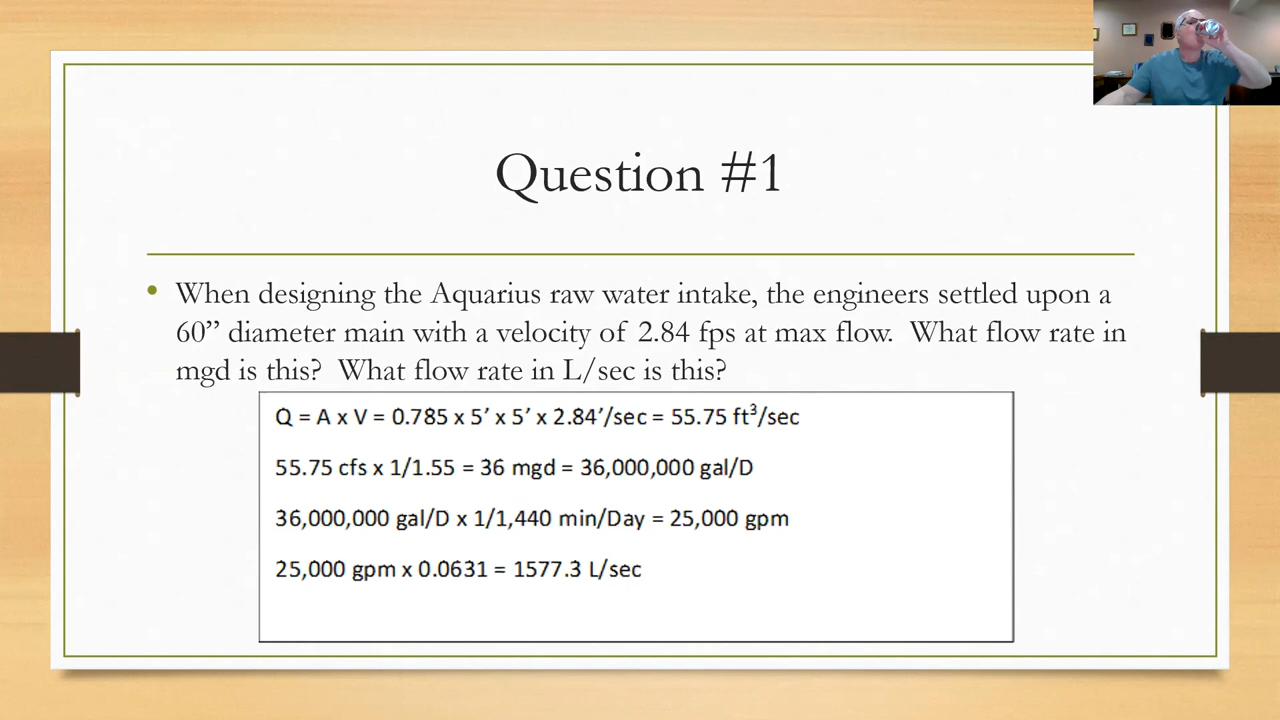 Question #1
• When designing the Aquarius raw water intake, the engineers settled upon a
60” diameter main with a velocity of 2.84 fps at max flow. What flow rate in
mgd is this? What flow rate in L/sec is this?
Q = A x V = 0.785 x 5’ x 5’ x 2.84’/sec = 55.75 ft³/sec
55.75 cfs x 1/1.55 = 36 mgd = 36,000,000 gal/D
36,000,000 gal/D x 1/1,440 min/Day = 25,000 gpm
25,000 gpm x 0.0631 = 1577.3 L/sec